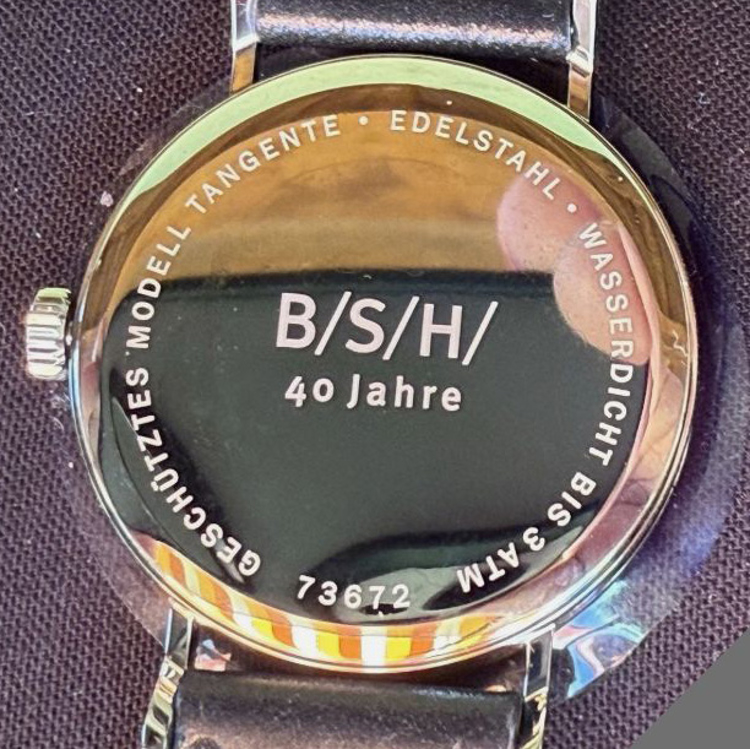 GESCHÜTZTES MODELL TANGENTE • EDELSTAHL • WASSERDICHT BIS 3 ATM
B/S/H/
40 Jahre
73672